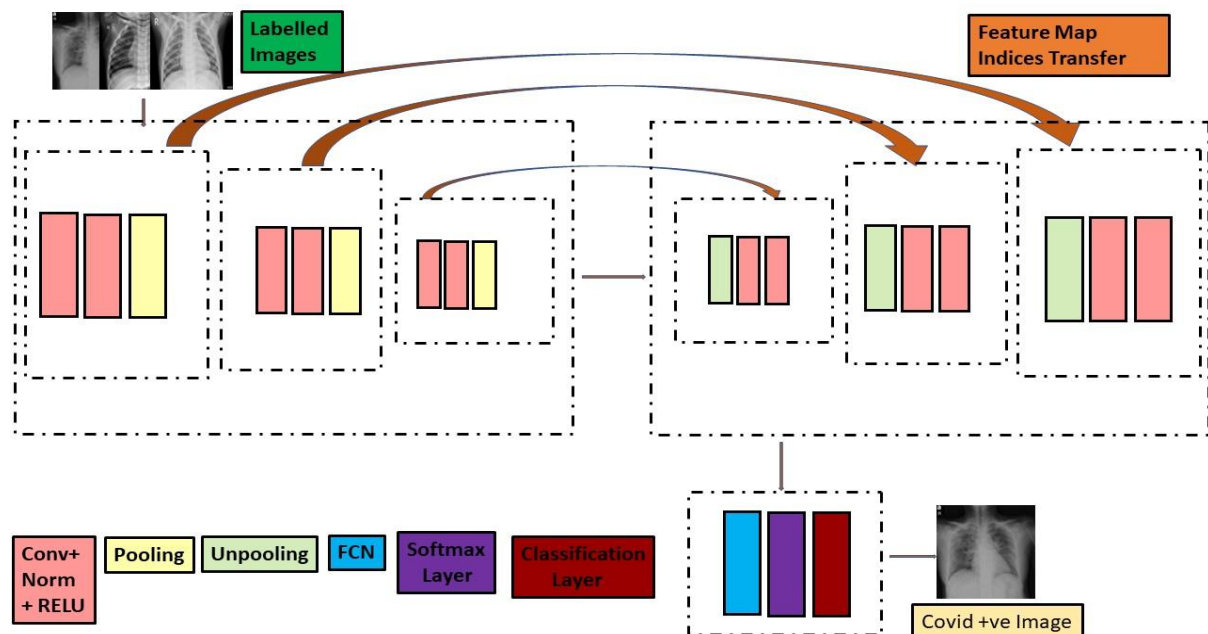 Labelled
Images
Feature Map
Indices Transfer
Conv+
Norm
+ RELU
Pooling
Unpooling
FCN
Softmax
Layer
Classification
Layer
Covid +ve Image